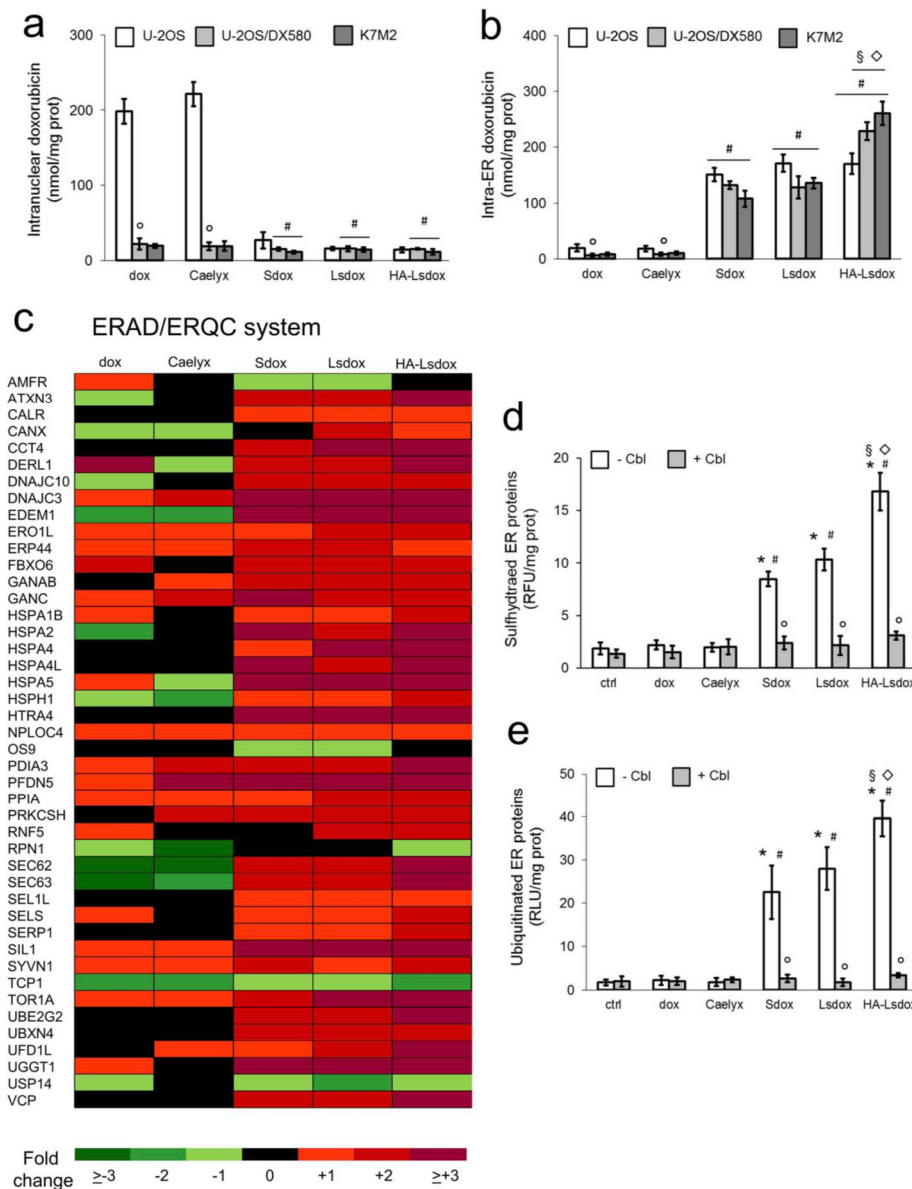 a
U-2OS U-2OS/DX580 K7M2
Intranuclear doxorubicin
(nmol/mg prot)
300
200
100
0
° ° # # #
dox Caelyx Sdox Lsdox HA-Lsdox
b
U-2OS U-2OS/DX580 K7M2
Intra-ER doxorubicin
(nmol/mg prot)
400
300
200
100
0
§ ◇
° ° # # #
dox Caelyx Sdox Lsdox HA-Lsdox
c ERAD/ERQC system
dox Caelyx Sdox Lsdox HA-Lsdox
AMFR
ATXN3
CALR
CANX
CCT4
DERL1
DNAJC10
DNAJC3
EDEM1
ERO1L
ERP44
FBXO6
GANAB
GANC
HSPA1B
HSPA2
HSPA4
HSPA4L
HSPA5
HSPH1
HTRA4
NPLOC4
OS9
PDIA3
PFDN5
PPIA
PRKCSH
RNF5
RPN1
SEC62
SEC63
SEL1L
SELS
SERP1
SIL1
SYVN1
TCP1
TOR1A
UBE2G2
UBXN4
UFD1L
UGGT1
USP14
VCP
Fold
change
≥-3 -2 -1 0 +1 +2 ≥+3
d
- Cbl + Cbl
Sulfhydtraed ER proteins
(RFU/mg prot)
20
15
10
5
0
§ ◇
* # * # * #
° ° °
ctrl dox Caelyx Sdox Lsdox HA-Lsdox
e
- Cbl + Cbl
Ubiquitinated ER proteins
(RLU/mg prot)
50
40
30
20
10
0
§ ◇
* # * # * #
° ° °
ctrl dox Caelyx Sdox Lsdox HA-Lsdox